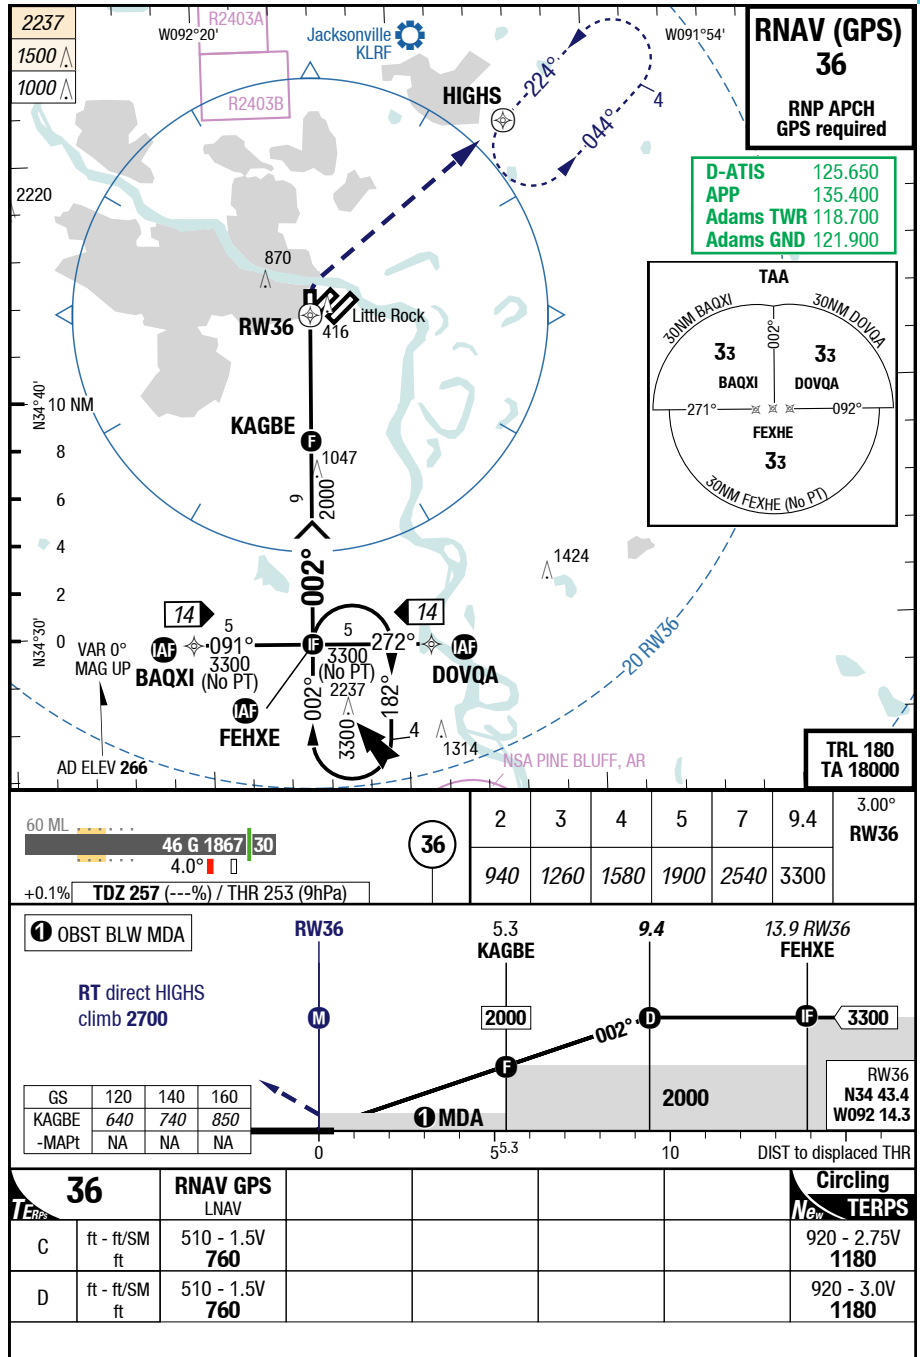 2237
1500
1000
R2403A
W092°20'
R2403B
Jacksonville
KLRF
W091°54'
HIGHS
224°
044°
4
RNAV (GPS)
36
RNP APCH
GPS required
D-ATIS 125.650
APP 135.400
Adams TWR 118.700
Adams GND 121.900
2220
870
RW36
416
Little Rock
TAA
30NM BAQXI
30NM DOVQA
002°
33
33
BAQXI
DOVQA
271°
092°
FEXHE
33
30NM FEXHE (No PT)
N34°40'
10 NM
8
6
4
2
0
N34°30'
KAGBE
F
1047
9
2000
002°
1424
14
14
5
5
IAF
091°
IF
272°
IAF
VAR 0°
MAG UP
BAQXI
3300
(No PT)
3300
(No PT)
DOVQA
IAF
FEHXE
002°
2237
182°
3300
4
1314
20 RW36
NSA PINE BLUFF, AR
AD ELEV 266
TRL 180
TA 18000
60 ML
46 G 1867 30
4.0°
+0.1%
TDZ 257 (---%) / THR 253 (9hPa)
36
2 3 4 5 7 9.4 3.00°
RW36
940 1260 1580 1900 2540 3300
1 OBST BLW MDA
RW36
5.3
KAGBE
9.4
13.9 RW36
FEHXE
RT direct HIGHS
climb 2700
M
2000
002°
D
IF
3300
F
1 MDA
2000
RW36
N34 43.4
W092 14.3
GS 120 140 160
KAGBE 640 740 850
-MAPt NA NA NA
0
5
5.3
10
DIST to displaced THR
TERPS
36
RNAV GPS
LNAV
Circling
New TERPS
C ft - ft/SM 510 - 1.5V 920 - 2.75V
ft 760 1180
D ft - ft/SM 510 - 1.5V 920 - 3.0V
ft 760 1180